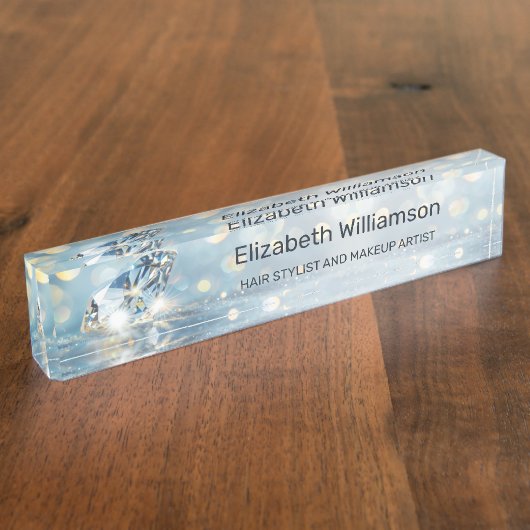 Elizabeth Williamson
HAIR STYLIST AND MAKEUP ARTIST